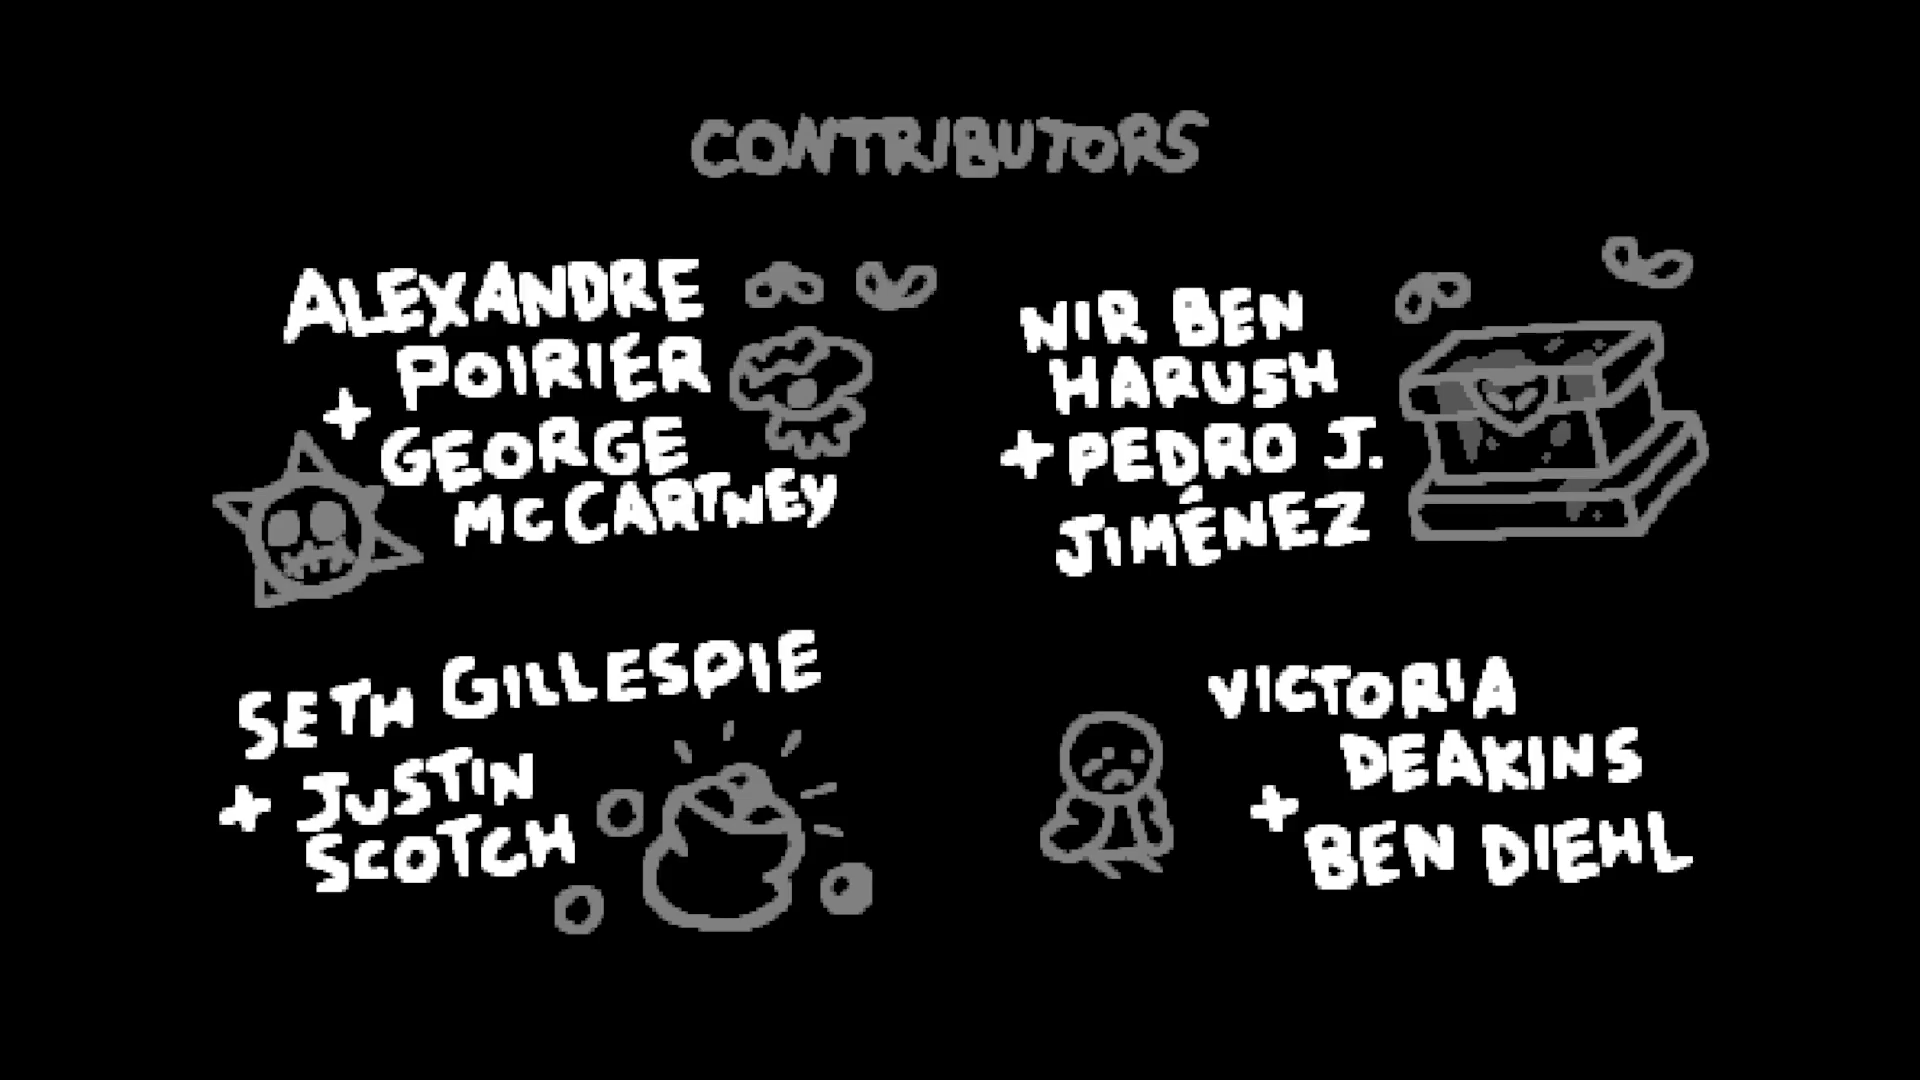 CONTRIBUTORS
ALEXANDRE
POIRIER
+ GEORGE
MCCARTNEY
NIR BEN
HARUSH
+ PEDRO J.
JIMÉNEZ
SETH GILLESPIE
+ JUSTIN
SCOTCH
VICTORIA
DEAKINS
+ BEN DIEHL